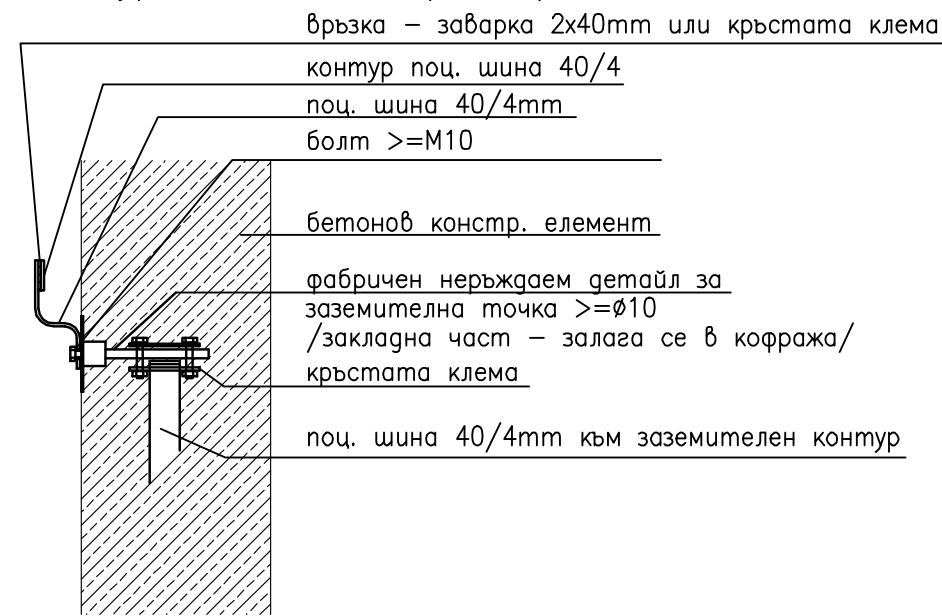 връзка – заварка 2x40mm или кръстата клема
контур поц. шина 40/4
поц. шина 40/4mm
болт >=M10
бетонов констр. елемент
фабричен неръждаем детайл за
заземителна точка >=ø10
/закладна част – залага се в кофража/
кръстата клема
поц. шина 40/4mm към заземителен контур